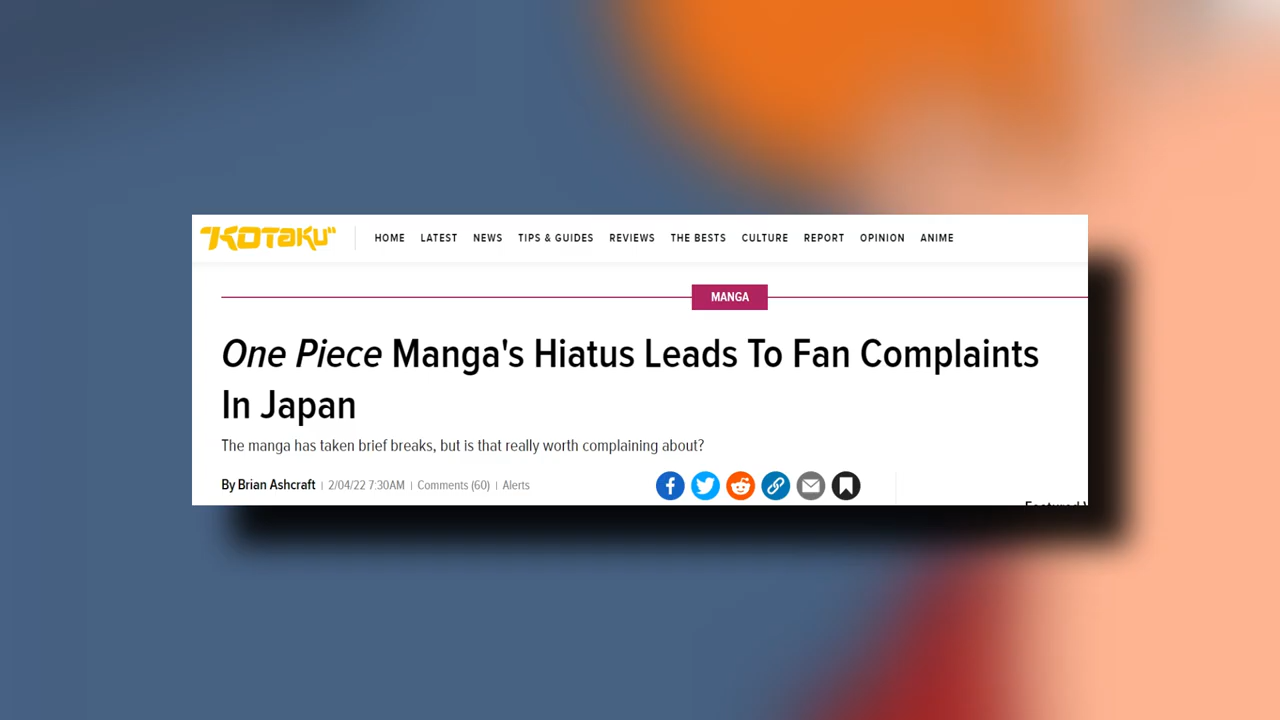 KOTAKU
HOME LATEST NEWS TIPS & GUIDES REVIEWS THE BESTS CULTURE REPORT OPINION ANIME
MANGA
One Piece Manga's Hiatus Leads To Fan Complaints
In Japan
The manga has taken brief breaks, but is that really worth complaining about?
By Brian Ashcraft | 2/04/22 7:30AM | Comments (60) | Alerts